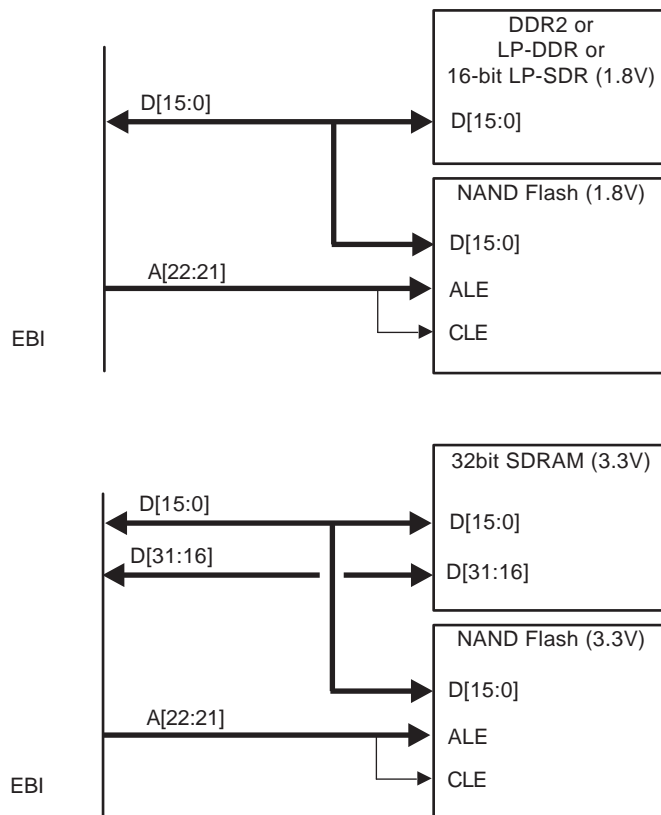 DDR2 or
LP-DDR or
16-bit LP-SDR (1.8V)
D[15:0]
D[15:0]
NAND Flash (1.8V)
D[15:0]
A[22:21]
ALE
EBI
CLE
32bit SDRAM (3.3V)
D[15:0]
D[15:0]
D[31:16]
D[31:16]
NAND Flash (3.3V)
D[15:0]
A[22:21]
ALE
EBI
CLE